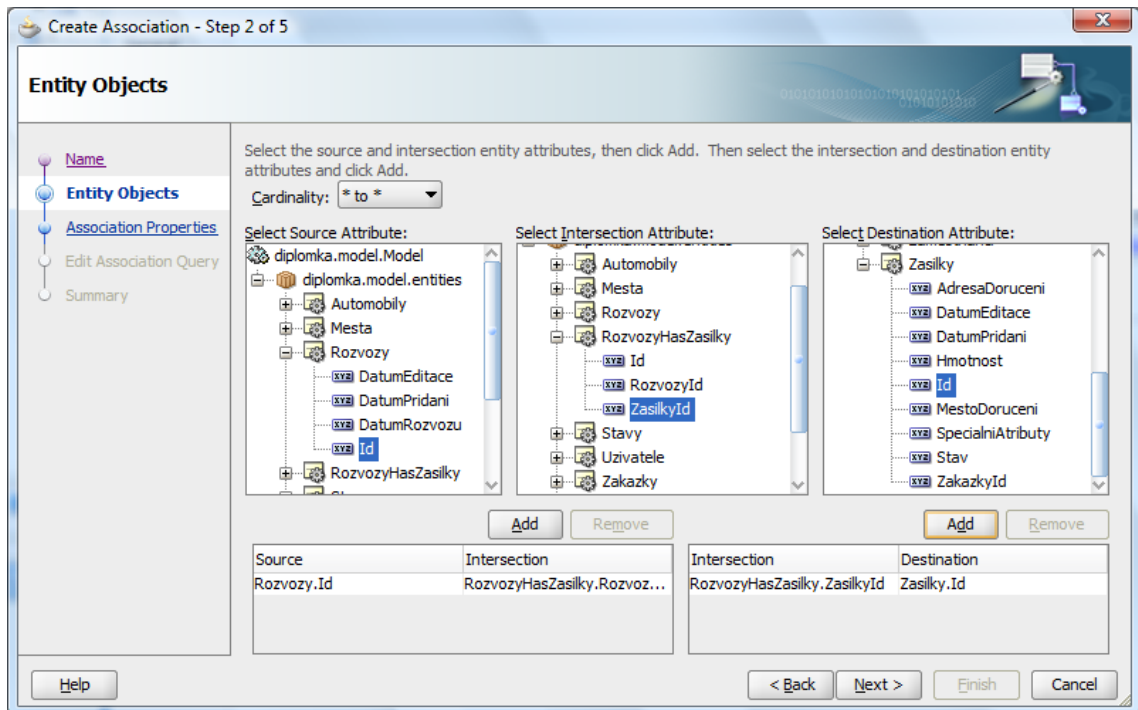 Create Association - Step 2 of 5
Entity Objects
Name
Entity Objects
Association Properties
Edit Association Query
Summary
Select the source and intersection entity attributes, then click Add. Then select the intersection and destination entity
attributes and click Add.
Cardinality: * to *
Select Source Attribute:
diplomka.model.Model
diplomka.model.entities
Automobily
Mesta
Rozvozy
DatumEditace
DatumPridani
DatumRozvozu
Id
RozvozyHasZasilky
Select Intersection Attribute:
Automobily
Mesta
Rozvozy
RozvozyHasZasilky
Id
RozvozyId
ZasilkyId
Stavy
Uzivatele
Zakazky
Select Destination Attribute:
Zasilky
AdresaDoruceni
DatumEditace
DatumPridani
Hmotnost
Id
MestoDoruceni
SpecialniAtributy
Stav
ZakazkyId
Add Remove
Add Remove
Source Intersection
Rozvozy.Id RozvozyHasZasilky.Rozvoz...
Intersection Destination
RozvozyHasZasilky.ZasilkyId Zasilky.Id
Help
< Back Next > Finish Cancel